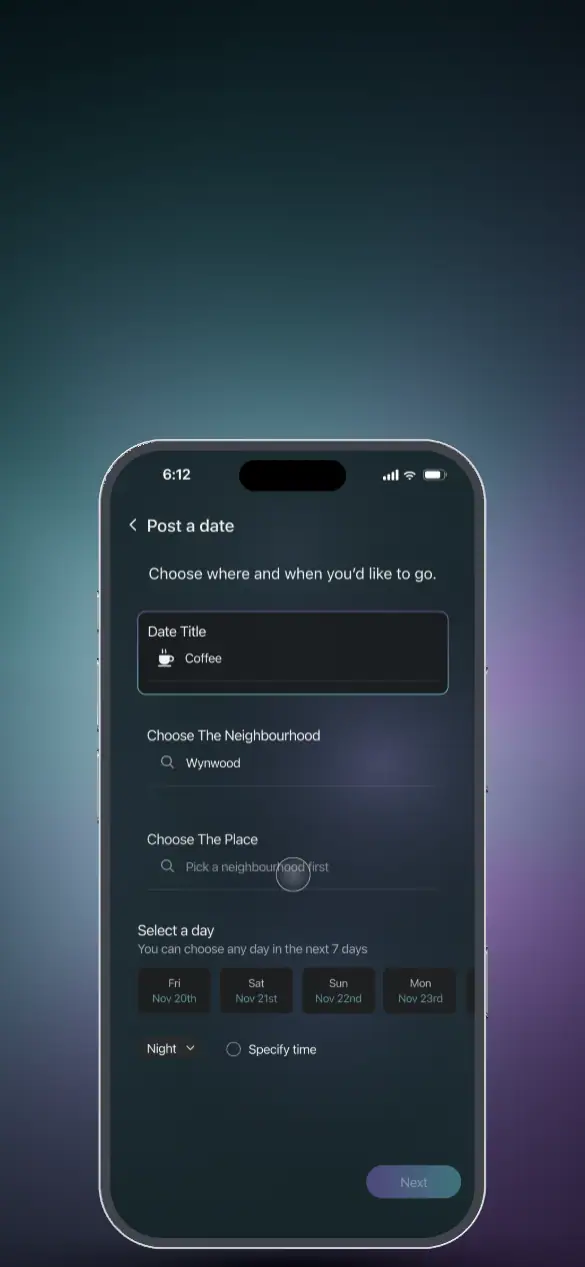 6:12
Post a date
Choose where and when you'd like to go.
Date Title
Coffee
Choose The Neighbourhood
Wynwood
Choose The Place
Pick a neighbourhood first
Select a day
You can choose any day in the next 7 days
Fri Sat Sun Mon
Nov 20th Nov 21st Nov 22nd Nov 23rd
Night Specify time
Next